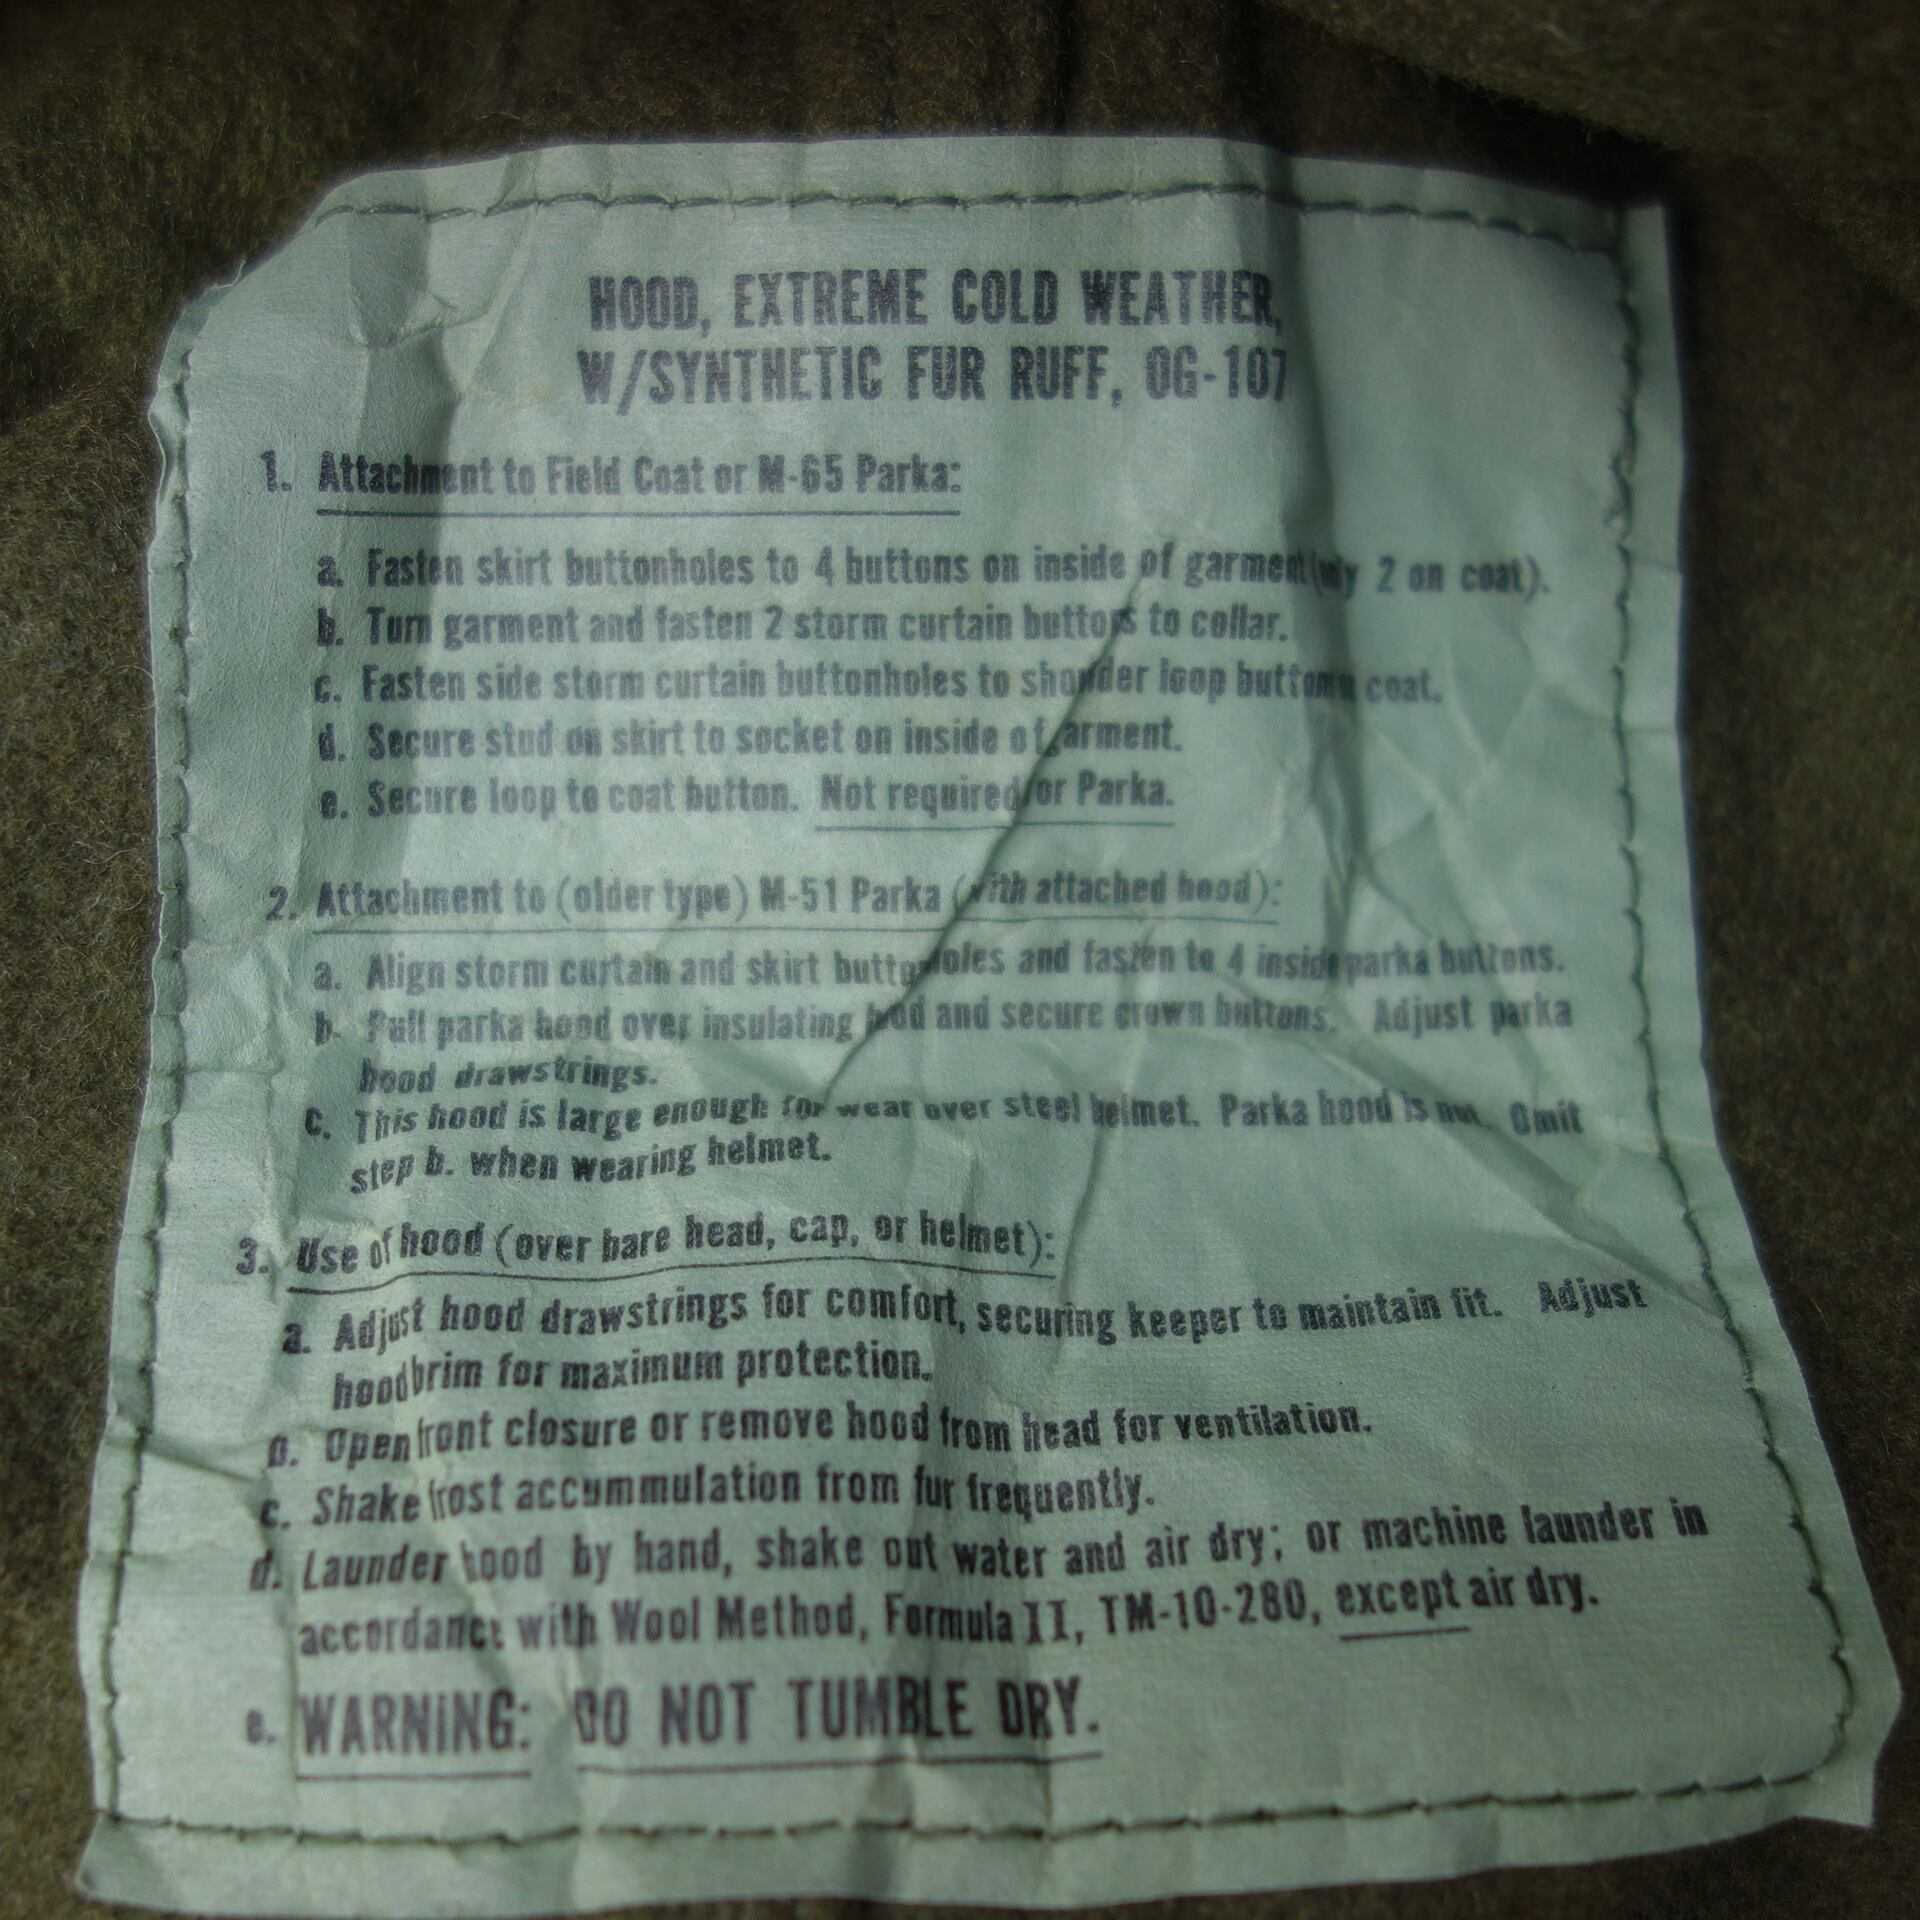 HOOD, EXTREME COLD WEATHER,
W/SYNTHETIC FUR RUFF, OG-107
1. Attachment to Field Coat or M-65 Parka:
a. Fasten skirt buttonholes to 4 buttons on inside of garment 2 on coat).
b. Turn garment and fasten 2 storm curtain buttons to collar.
c. Fasten side storm curtain buttonholes to shoulder loop button coat.
d. Secure stud on skirt to socket on inside of garment.
e. Secure loop to coat button. Not required for Parka.
2. Attachment to (older type) M-51 Parka (with attached hood):
a. Align storm curtain and skirt buttonholes and fasten to 4 inside parka buttons.
b. Pull parka hood over insulating hood and secure crown buttons. Adjust parka
hood drawstrings.
c. This hood is large enough for wear over steel helmet. Parka hood is not. Omit
step b. when wearing helmet.
3. Use of hood (over bare head, cap, or helmet):
a. Adjust hood drawstrings for comfort, securing keeper to maintain fit. Adjust
hood brim for maximum protection.
b. Open front closure or remove hood from head for ventilation.
c. Shake frost accummulation from fur frequently.
d. Launder hood by hand, shake out water and air dry; or machine launder in
accordance with Wool Method, Formula II, TM-10-280, except air dry.
e. WARNING: DO NOT TUMBLE DRY.